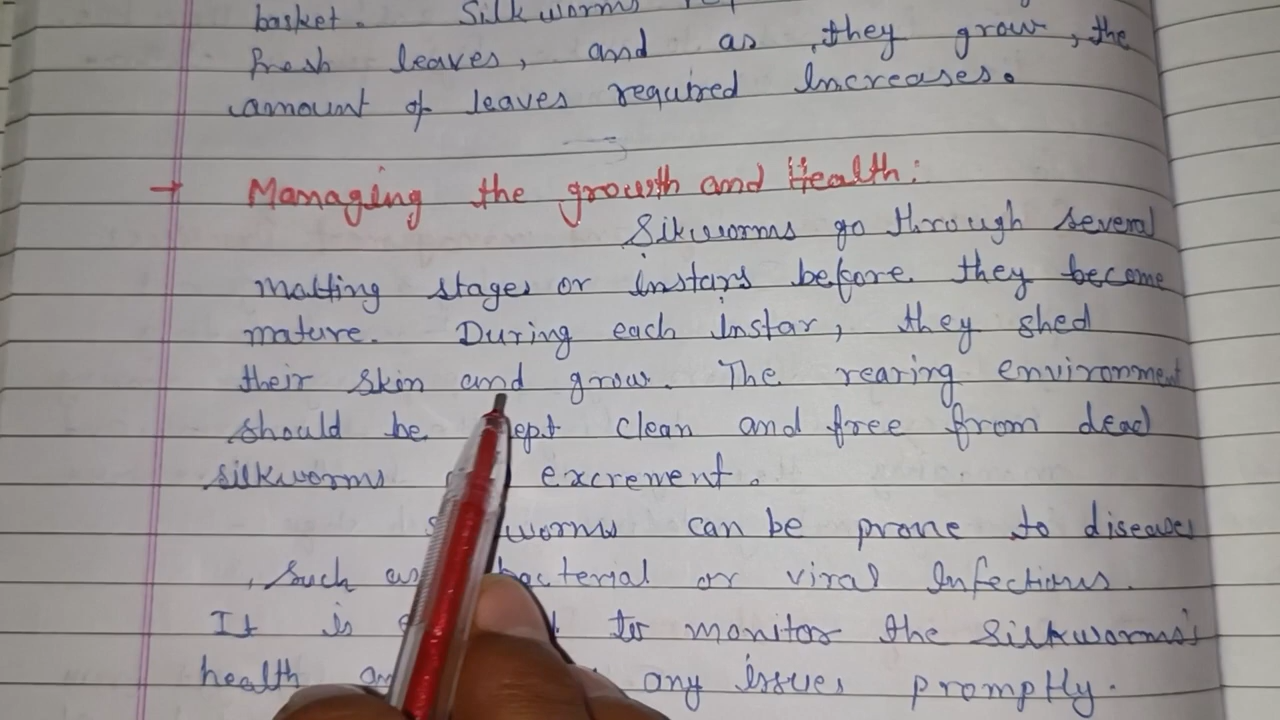 basket. Silkworms
fresh leaves, and as they grow, the
amount of leaves required Increases.
→ Managing the growth and Health:
Silkworms go through several
molting stages or Instars before they become
mature. During each Instar, they shed
their skin and grow. The rearing environment
should be kept clean and free from dead
silkworms excrement.
worms can be prone to diseases
, such as bacterial or viral Infections.
It is to monitor the silkworms's
health any issues promptly.